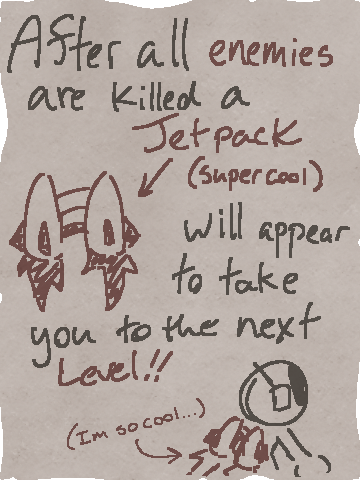 After all enemies
are killed a
Jetpack
(Supercool)
will appear
to take
you to the next
Level!!
(Im so cool...)